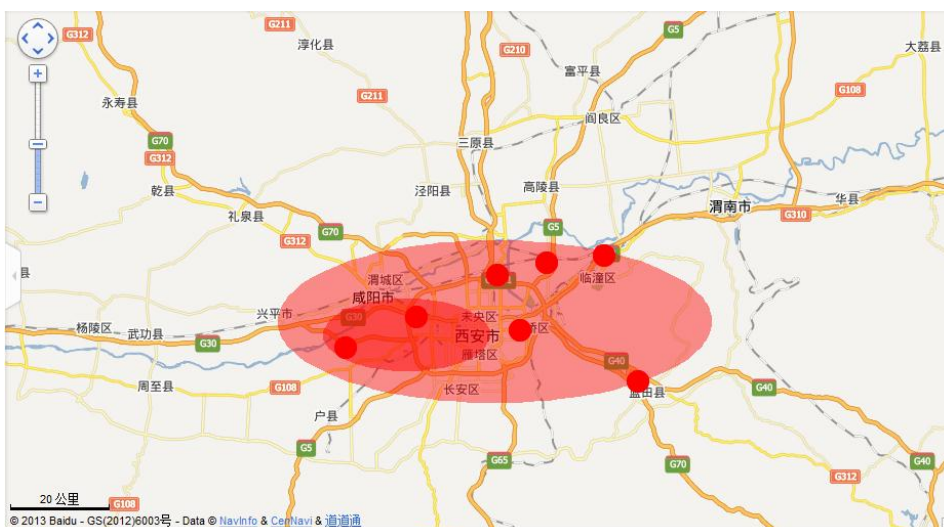 G211
G5
G312
淳化县
G210
大荔县
富平县
G108
G211
永寿县
阎良区
G70
三原县
G312
泾阳县
高陵县
乾县
华县
渭南市
礼泉县
G310
G70
G5
G312
渭城区
临潼区
咸阳市
兴平市
G30
未央区
杨陵区
武功县
西安市
G30
雁塔区
G40
周至县
G108
长安区
G40
蓝田县
户县
G5
G65
G70
G40
G312
20 公里
G108
© 2013 Baidu - GS(2012)6003号 - Data © NavInfo & CenNavi & 道道通